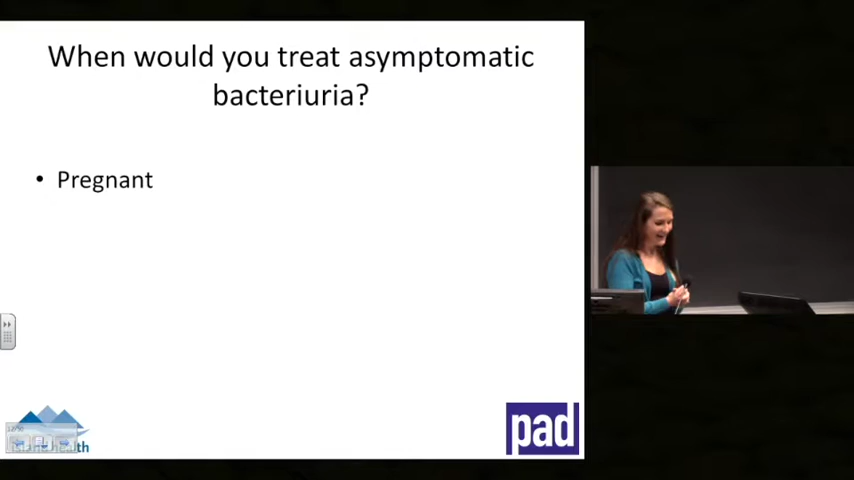 When would you treat asymptomatic
bacteriuria?
• Pregnant
pad